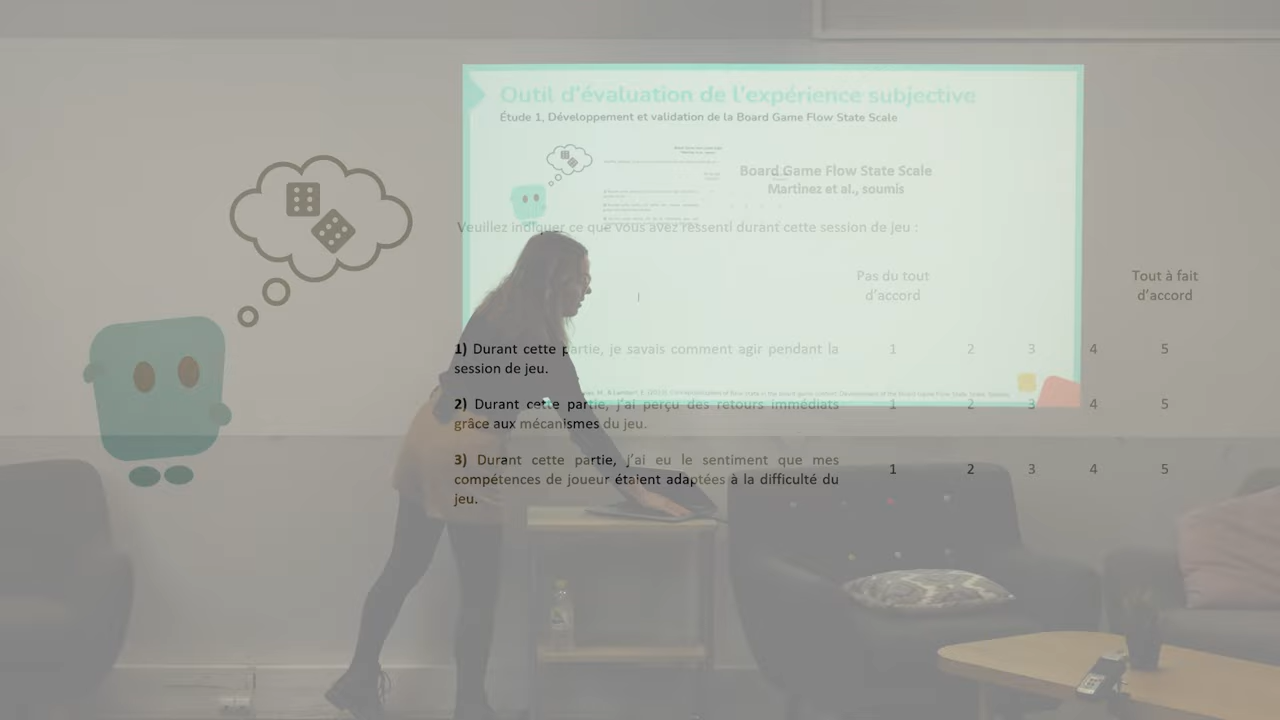 Outil d'évaluation de l'expérience subjective
Étude 1, Développement et validation de la Board Game Flow State Scale
Board Game Flow State Scale
Martinez et al., soumis
Veuillez indiquer ce que vous avez ressenti durant cette session de jeu :
Pas du tout d'accord
Tout à fait d'accord
1) Durant cette partie, je savais comment agir pendant la 1 2 3 4 5
session de jeu.
2) Durant cette partie, j'ai perçu des retours immédiats 1 2 3 4 5
grâce aux mécanismes du jeu.
3) Durant cette partie, j'ai eu le sentiment que mes 1 2 3 4 5
compétences de joueur étaient adaptées à la difficulté du
jeu.